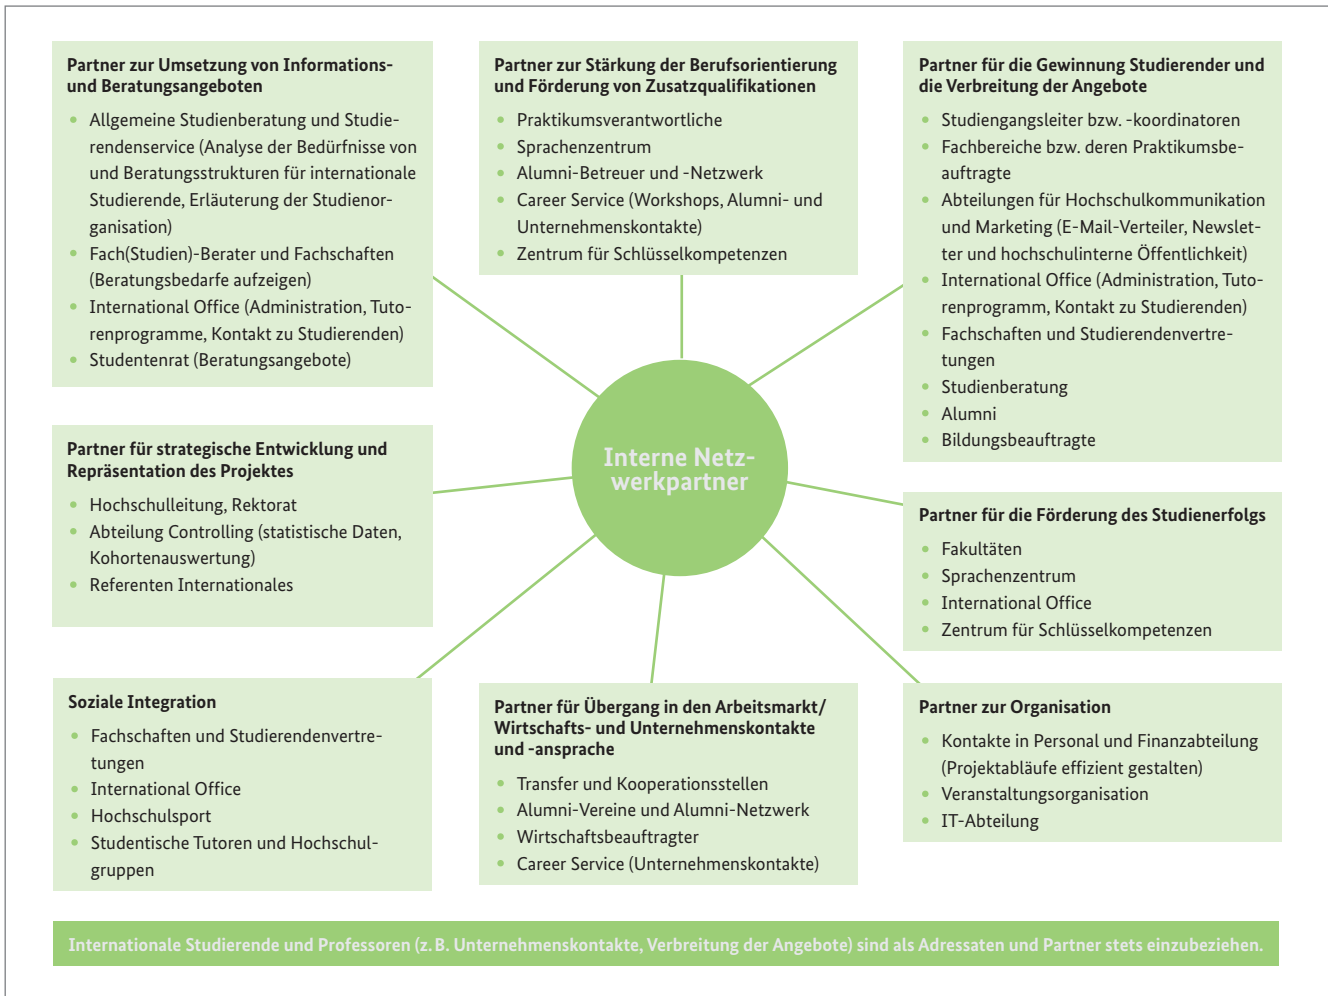 Partner zur Umsetzung von Informations-
und Beratungsangeboten
• Allgemeine Studienberatung und Studie-
rendenservice (Analyse der Bedürfnisse von
und Beratungsstrukturen für internationale
Studierende, Erläuterung der Studienor-
ganisation)
• Fach(Studien)-Berater und Fachschaften
(Beratungsbedarfe aufzeigen)
• International Office (Administration, Tuto-
renprogramme, Kontakt zu Studierenden)
• Studentenrat (Beratungsangebote)
Partner zur Stärkung der Berufsorientierung
und Förderung von Zusatzqualifikationen
• Praktikumsverantwortliche
• Sprachenzentrum
• Alumni-Betreuer und -Netzwerk
• Career Service (Workshops, Alumni- und
Unternehmenskontakte)
• Zentrum für Schlüsselkompetenzen
Partner für die Gewinnung Studierender und
die Verbreitung der Angebote
• Studiengangsleiter bzw. -koordinatoren
• Fachbereiche bzw. deren Praktikumsbe-
auftragte
• Abteilungen für Hochschulkommunikation
und Marketing (E-Mail-Verteiler, Newslet-
ter und hochschulinterne Öffentlichkeit)
• International Office (Administration, Tuto-
renprogramm, Kontakt zu Studierenden)
• Fachschaften und Studierendenvertre-
tungen
• Studienberatung
• Alumni
• Bildungsbeauftragte
Partner für strategische Entwicklung und
Repräsentation des Projektes
• Hochschulleitung, Rektorat
• Abteilung Controlling (statistische Daten,
Kohortenauswertung)
• Referenten Internationales
Interne Netz-
werkpartner
Partner für die Förderung des Studienerfolgs
• Fakultäten
• Sprachenzentrum
• International Office
• Zentrum für Schlüsselkompetenzen
Soziale Integration
• Fachschaften und Studierendenvertre-
tungen
• International Office
• Hochschulsport
• Studentische Tutoren und Hochschul-
gruppen
Partner für Übergang in den Arbeitsmarkt/
Wirtschafts- und Unternehmenskontakte
und -ansprache
• Transfer und Kooperationsstellen
• Alumni-Vereine und Alumni-Netzwerk
• Wirtschaftsbeauftragter
• Career Service (Unternehmenskontakte)
Partner zur Organisation
• Kontakte in Personal und Finanzabteilung
(Projektabläufe effizient gestalten)
• Veranstaltungsorganisation
• IT-Abteilung
Internationale Studierende und Professoren (z. B. Unternehmenskontakte, Verbreitung der Angebote) sind als Adressaten und Partner stets einzubeziehen.